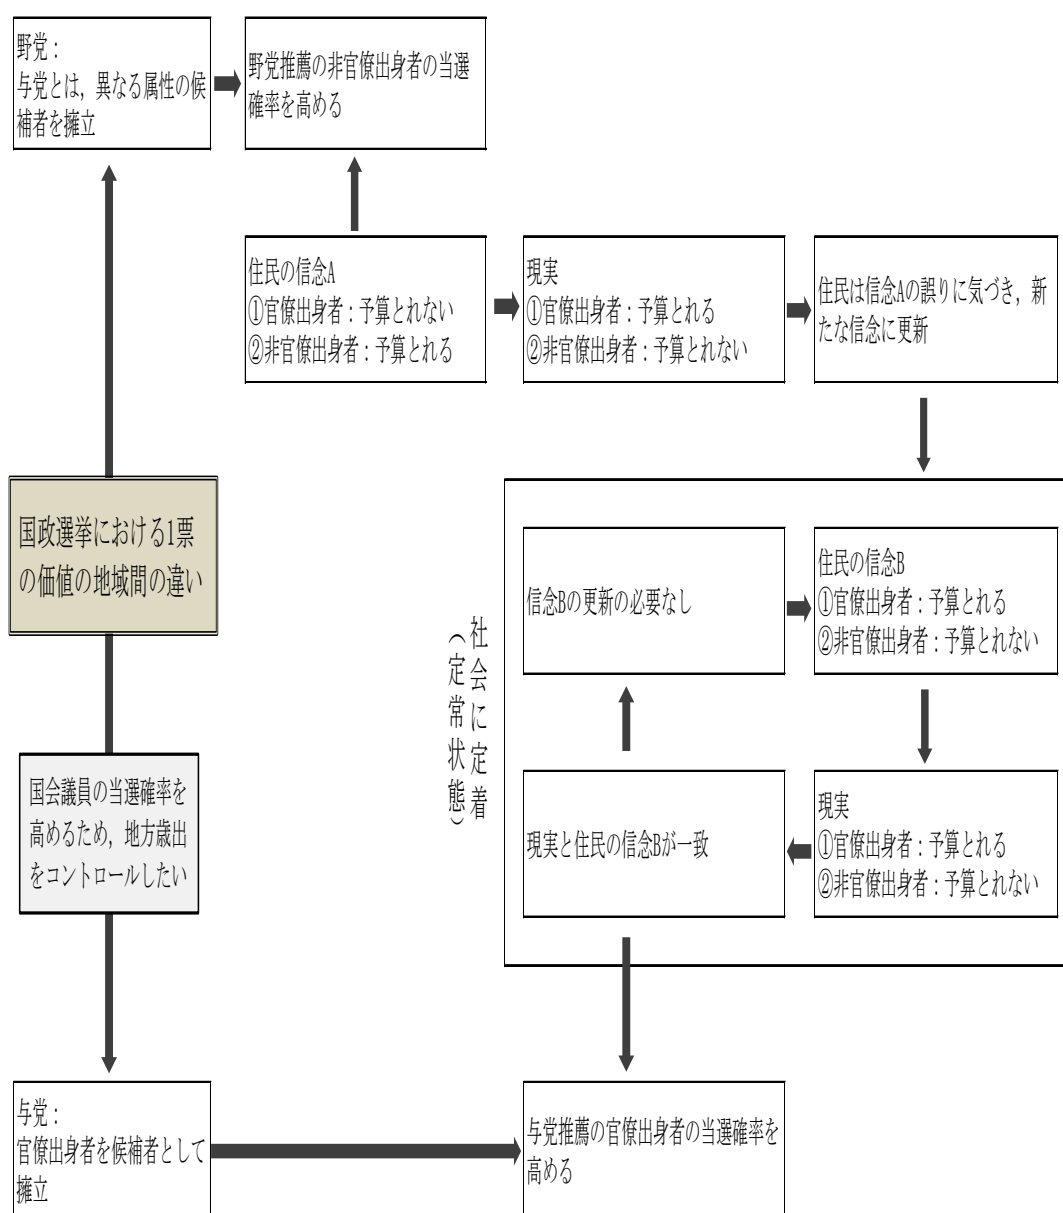 野党：
与党とは，異なる属性の候
補者を擁立
野党推薦の非官僚出身者の当選
確率を高める
住民の信念A
①官僚出身者：予算とれない
②非官僚出身者：予算とれる
現実
①官僚出身者：予算とれる
②非官僚出身者：予算とれない
住民は信念Aの誤りに気づき，新
たな信念に更新
国政選挙における1票
の価値の地域間の違い
社会に定着
（定常状態）
信念Bの更新の必要なし
住民の信念B
①官僚出身者：予算とれる
②非官僚出身者：予算とれない
国会議員の当選確率を
高めるため，地方歳出
をコントロールしたい
現実と住民の信念Bが一致
現実
①官僚出身者：予算とれる
②非官僚出身者：予算とれない
与党：
官僚出身者を候補者として
擁立
与党推薦の官僚出身者の当選確率を
高める